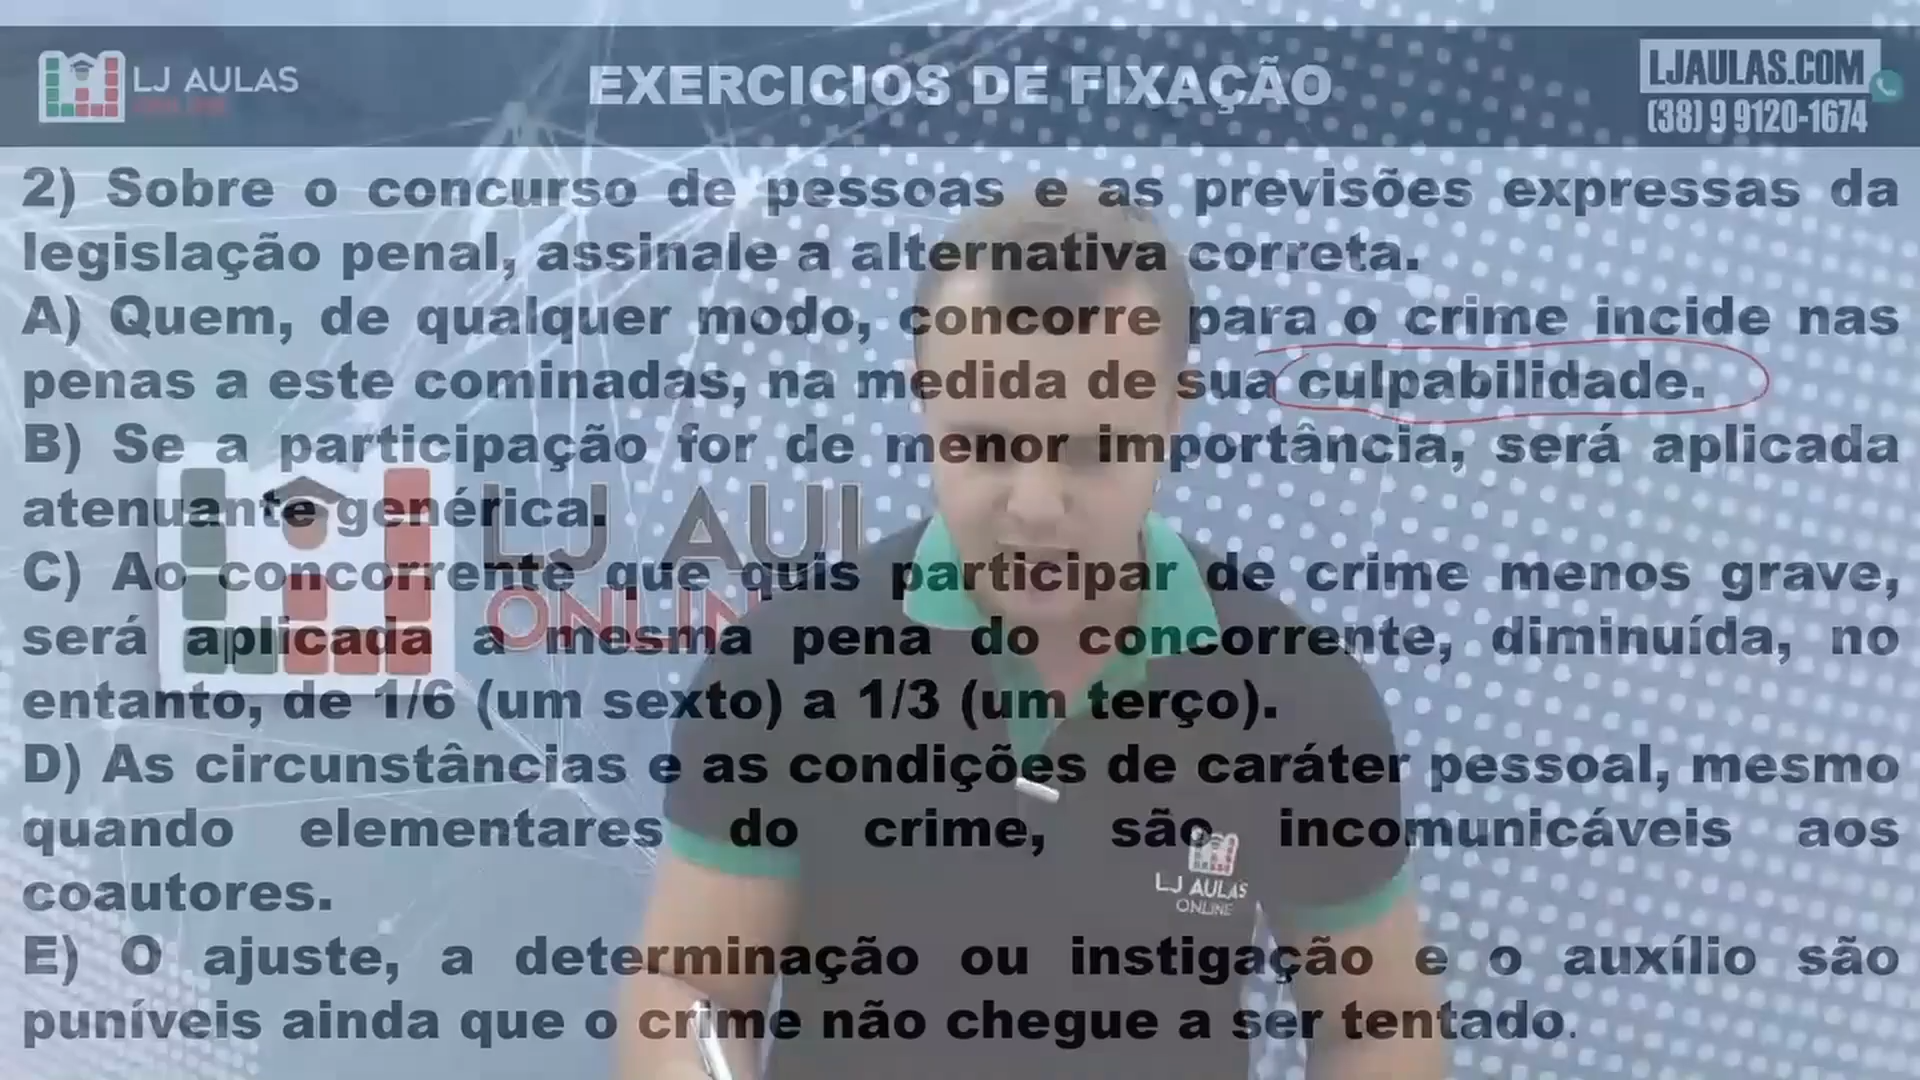 LJ AULAS
ONLINE
EXERCICIOS DE FIXAÇÃO
LJAULAS.COM
(38) 9 9120-1674
2) Sobre o concurso de pessoas e as previsões expressas da
legislação penal, assinale a alternativa correta.
A) Quem, de qualquer modo, concorre para o crime incide nas
penas a este cominadas, na medida de sua culpabilidade.
B) Se a participação for de menor importância, será aplicada
atenuante genérica.
C) Ao concorrente que quis participar de crime menos grave,
será aplicada a mesma pena do concorrente, diminuída, no
entanto, de 1/6 (um sexto) a 1/3 (um terço).
D) As circunstâncias e as condições de caráter pessoal, mesmo
quando elementares do crime, são incomunicáveis aos
coautores.
E) O ajuste, a determinação ou instigação e o auxílio são
puníveis ainda que o crime não chegue a ser tentado.
LJ AUL
ONLIN
LJ AULAS
ONLINE